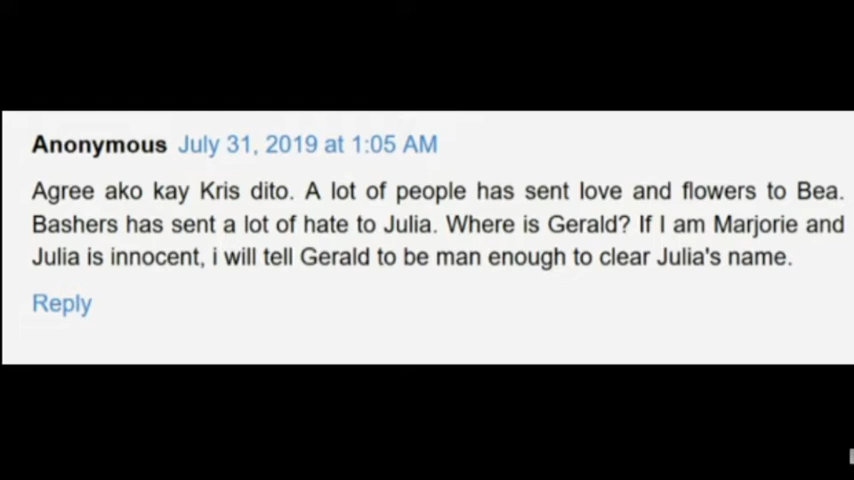 Anonymous July 31, 2019 at 1:05 AM
Agree ako kay Kris dito. A lot of people has sent love and flowers to Bea.
Bashers has sent a lot of hate to Julia. Where is Gerald? If I am Marjorie and
Julia is innocent, i will tell Gerald to be man enough to clear Julia's name.
Reply